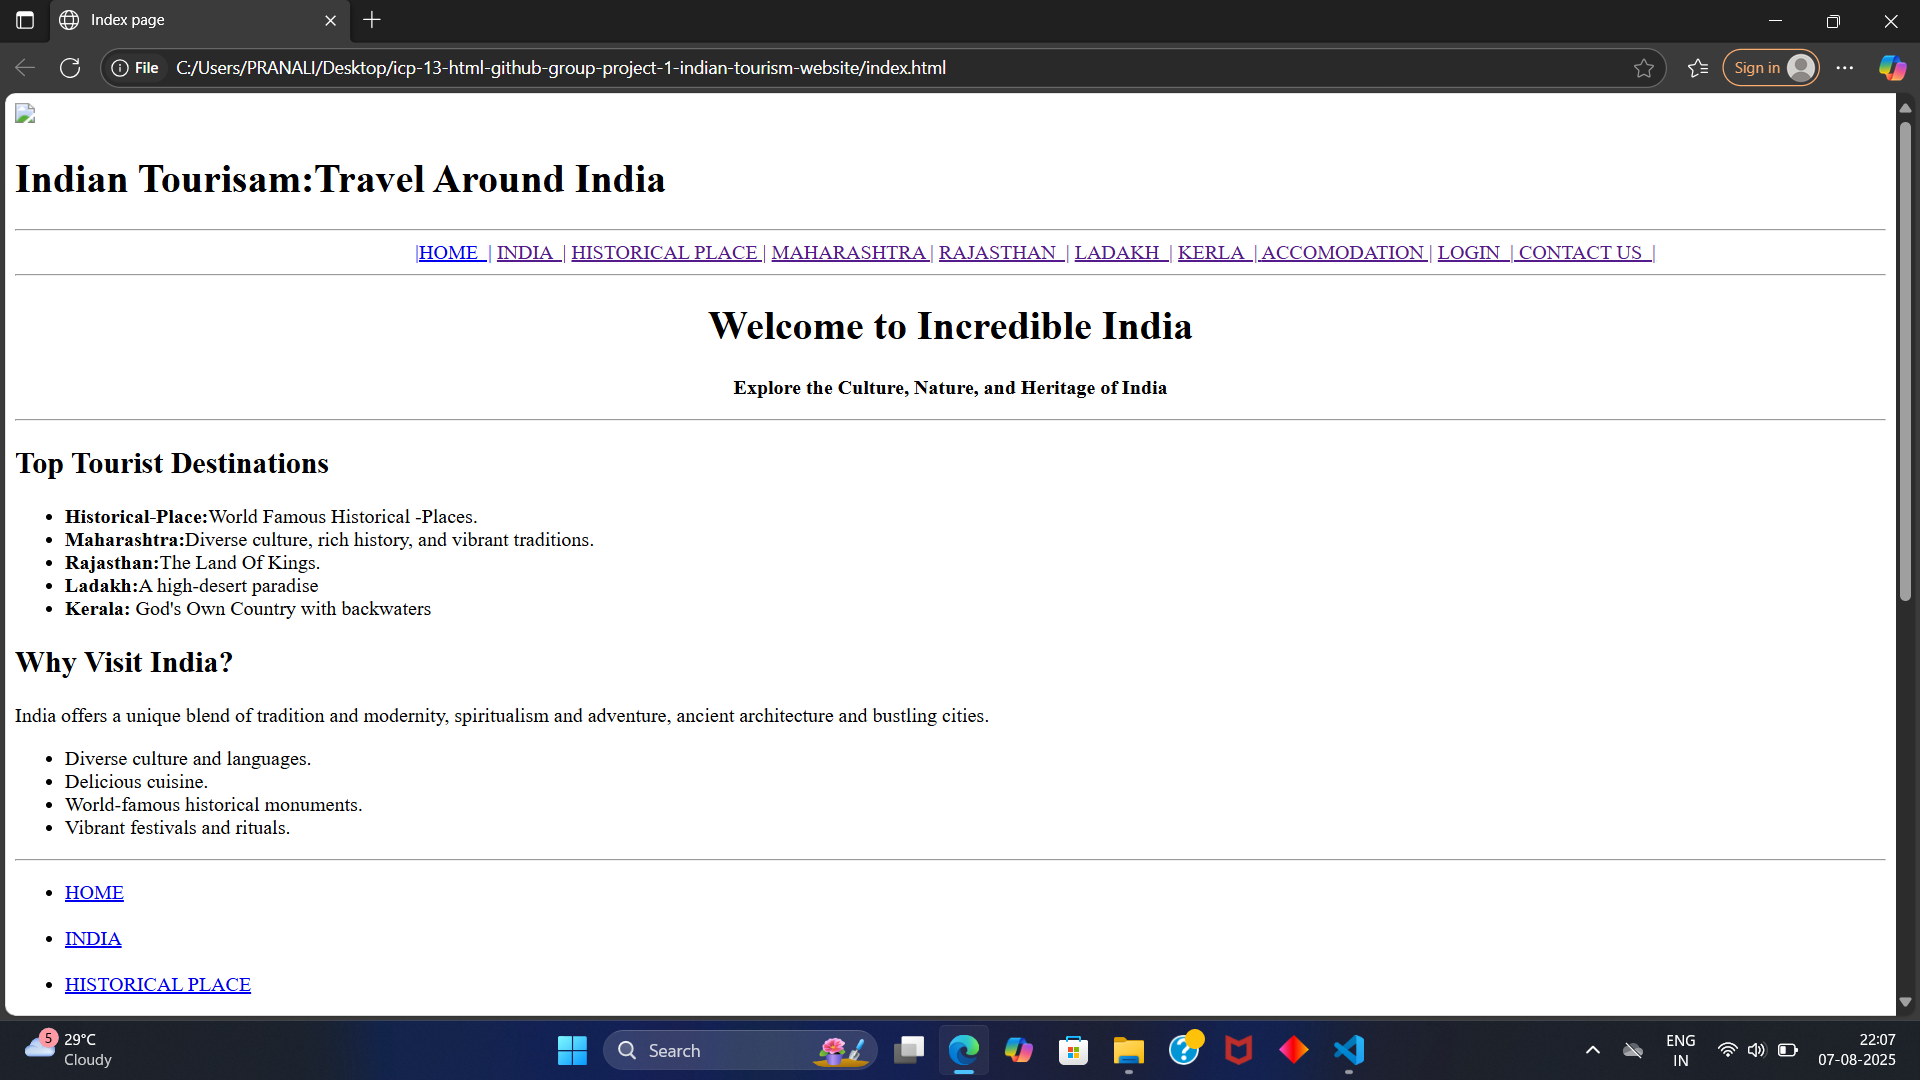 Index page
File C:/Users/PRANALI/Desktop/icp-13-html-github-group-project-1-indian-tourism-website/index.html
Sign in
Indian Tourisam:Travel Around India
|HOME | INDIA | HISTORICAL PLACE | MAHARASHTRA | RAJASTHAN | LADAKH | KERLA | ACCOMODATION | LOGIN | CONTACT US |
Welcome to Incredible India
Explore the Culture, Nature, and Heritage of India
Top Tourist Destinations
• Historical-Place:World Famous Historical -Places.
• Maharashtra:Diverse culture, rich history, and vibrant traditions.
• Rajasthan:The Land Of Kings.
• Ladakh:A high-desert paradise
• Kerala: God's Own Country with backwaters
Why Visit India?
India offers a unique blend of tradition and modernity, spiritualism and adventure, ancient architecture and bustling cities.
• Diverse culture and languages.
• Delicious cuisine.
• World-famous historical monuments.
• Vibrant festivals and rituals.
• HOME
• INDIA
• HISTORICAL PLACE
5
29°C
Cloudy
Search
ENG
IN
22:07
07-08-2025